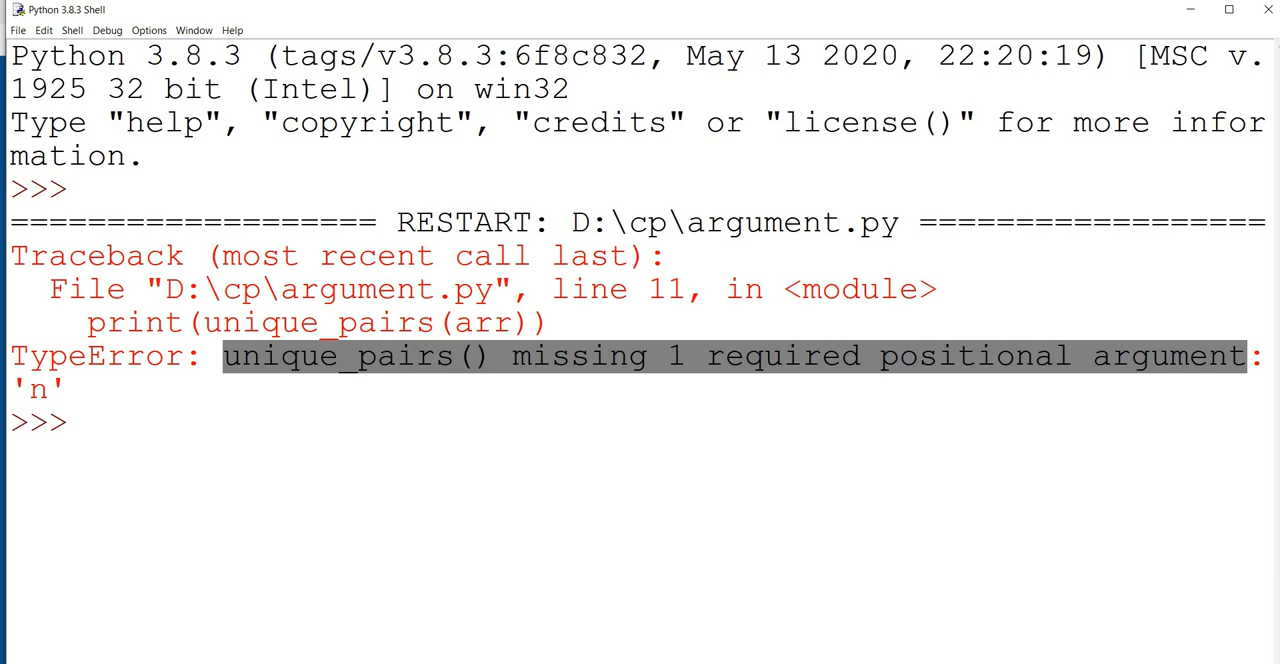 Python 3.8.3 Shell
File Edit Shell Debug Options Window Help
Python 3.8.3 (tags/v3.8.3:6f8c832, May 13 2020, 22:20:19) [MSC v.
1925 32 bit (Intel)] on win32
Type "help", "copyright", "credits" or "license()" for more infor
mation.
>>>
=================== RESTART: D:\cp\argument.py ==================
Traceback (most recent call last):
  File "D:\cp\argument.py", line 11, in <module>
    print(unique_pairs(arr))
TypeError: unique_pairs() missing 1 required positional argument:
'n'
>>>